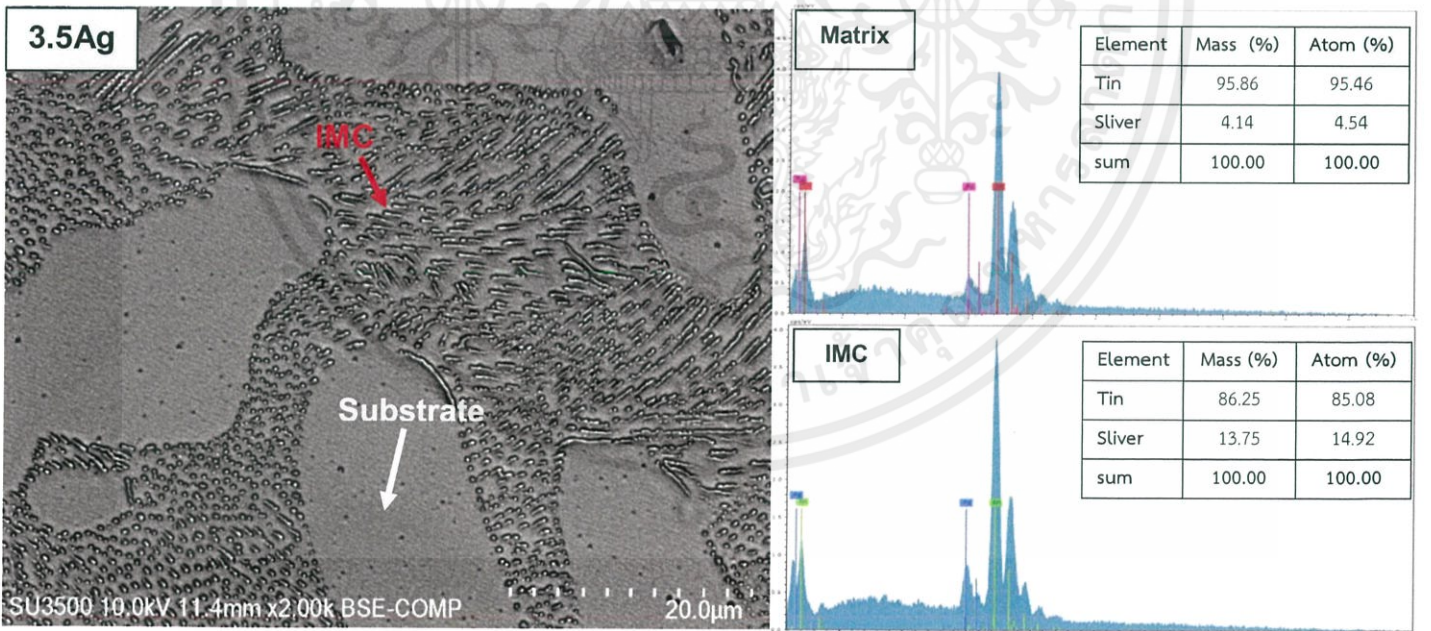 3.5Ag
IMC
Substrate
SU3500 10.0kV 11.4mm x2.00k BSE-COMP
20.0μm
Matrix
Element Mass (%) Atom (%)
Tin 95.86 95.46
Sliver 4.14 4.54
sum 100.00 100.00
IMC
Element Mass (%) Atom (%)
Tin 86.25 85.08
Sliver 13.75 14.92
sum 100.00 100.00